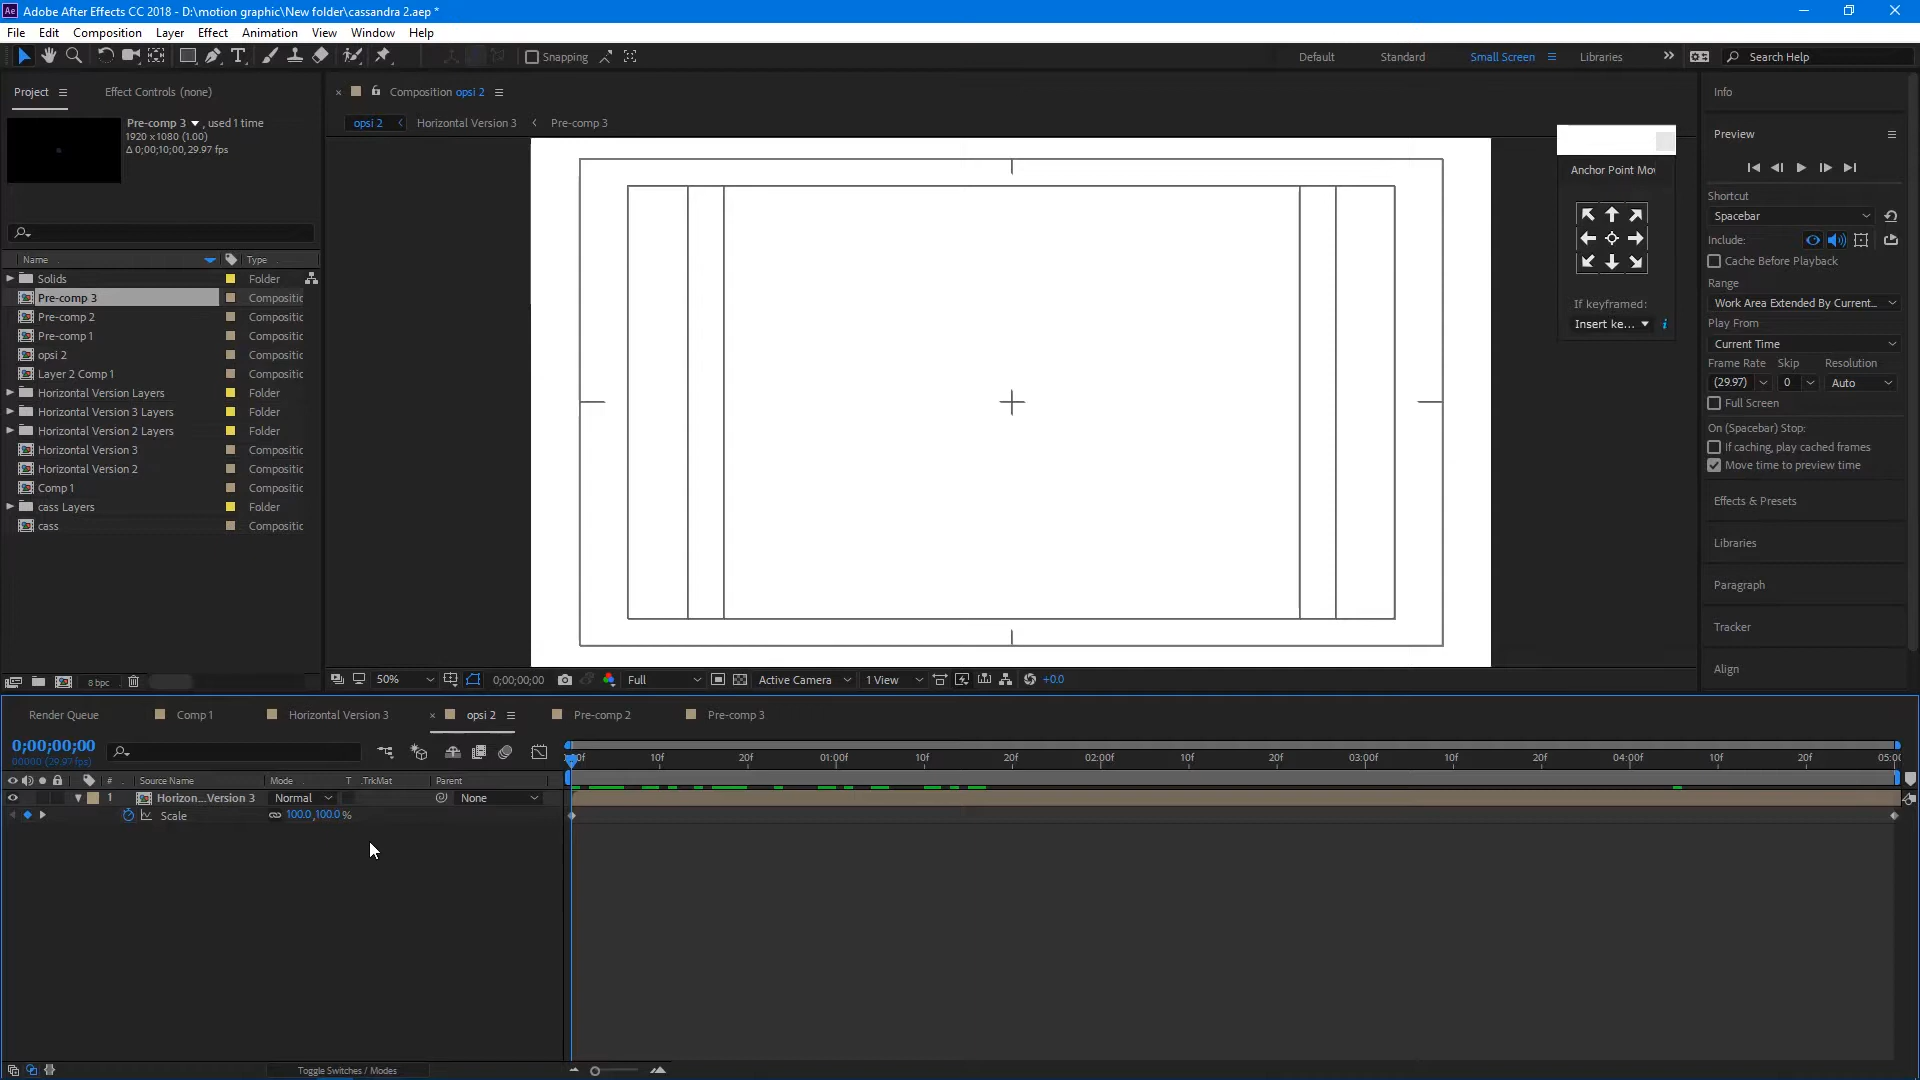 Adobe After Effects CC 2018 - D:\motion graphic\New folder\cassandra 2.aep *
File Edit Composition Layer Effect Animation View Window Help
Snapping Default Standard Small Screen Libraries Search Help
Project Effect Controls (none)
Composition opsi 2
Info
Pre-comp 3 , used 1 time
1920 x 1080 (1.00)
Δ 0;00;10;00, 29.97 fps
opsi 2 Horizontal Version 3 Pre-comp 3
Preview
Anchor Point Mov
Shortcut
Spacebar
Include:
Cache Before Playback
Range
Work Area Extended By Current...
Play From
Current Time
Frame Rate Skip Resolution
(29.97) 0 Auto
Full Screen
On (Spacebar) Stop:
If caching, play cached frames
Move time to preview time
If keyframed:
Insert ke...
Effects & Presets
Libraries
Paragraph
Tracker
Align
Name Type
Solids Folder
Pre-comp 3 Compositic
Pre-comp 2 Compositic
Pre-comp 1 Compositic
opsi 2 Compositic
Layer 2 Comp 1 Compositic
Horizontal Version Layers Folder
Horizontal Version 3 Layers Folder
Horizontal Version 2 Layers Folder
Horizontal Version 3 Compositic
Horizontal Version 2 Compositic
Comp 1 Compositic
cass Layers Folder
cass Compositic
8 bpc
50% 0;00;00;00 Full Active Camera 1 View +0.0
Render Queue Comp 1 Horizontal Version 3 opsi 2 Pre-comp 2 Pre-comp 3
0;00;00;00
00000 (29.97 fps)
:00f 10f 20f 01:00f 10f 20f 02:00f 10f 20f 03:00f 10f 20f 04:00f 10f 20f 05:00
# Source Name Mode T .TrkMat Parent
1 Horizon...Version 3 Normal None
Scale 100.0,100.0 %
Toggle Switches / Modes